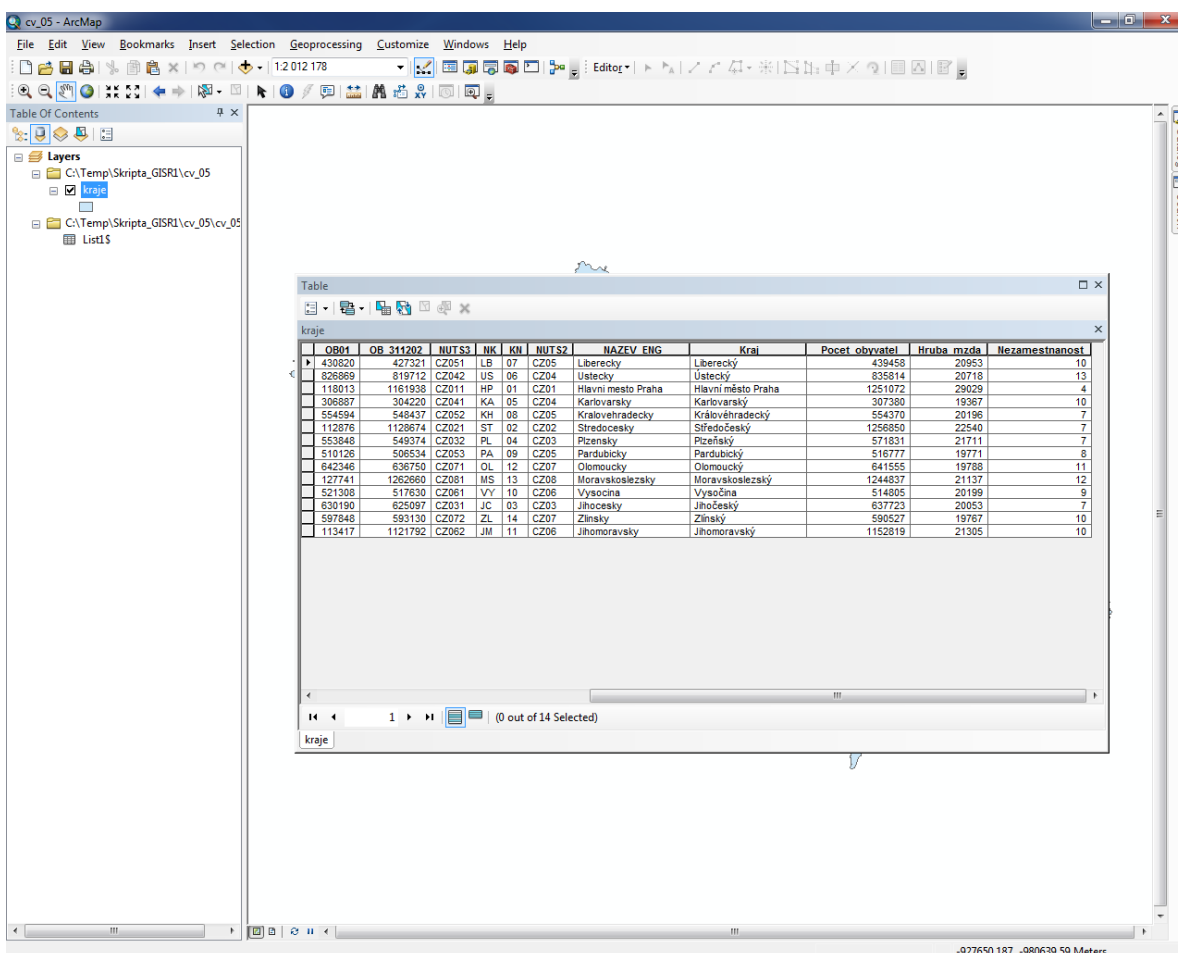 cv_05 - ArcMap
File Edit View Bookmarks Insert Selection Geoprocessing Customize Windows Help
1:2 012 178 Editor
Table Of Contents
Layers
C:\Temp\Skripta_GISR1\cv_05
kraje
C:\Temp\Skripta_GISR1\cv_05\cv_05
List1$
Table
kraje
OB01 OB_311202 NUTS3 NK KN NUTS2 NAZEV_ENG Kraj Pocet_obyvatel Hruba_mzda Nezamestnanost
430820 427321 CZ051 LB 07 CZ05 Liberecky Liberecký 439458 20953 10
826869 819712 CZ042 US 06 CZ04 Ustecky Ústecký 835814 20718 13
118013 1161938 CZ011 HP 01 CZ01 Hlavni mesto Praha Hlavní město Praha 1251072 29029 4
306887 304220 CZ041 KA 05 CZ04 Karlovarsky Karlovarský 307380 19367 10
554594 548437 CZ052 KH 08 CZ05 Kralovehradecky Královéhradecký 554370 20196 7
112876 1128674 CZ021 ST 02 CZ02 Stredocesky Středočeský 1256850 22540 7
553848 549374 CZ032 PL 04 CZ03 Plzensky Plzeňský 571831 21711 7
510126 506534 CZ053 PA 09 CZ05 Pardubicky Pardubický 516777 19771 8
642346 636750 CZ071 OL 12 CZ07 Olomoucky Olomoucký 641555 19788 11
127741 1262660 CZ081 MS 13 CZ08 Moravskoslezsky Moravskoslezský 1244837 21137 12
521308 517630 CZ061 VY 10 CZ06 Vysocina Vysočina 514805 20199 9
630190 625097 CZ031 JC 03 CZ03 Jihocesky Jihočeský 637723 20053 7
597848 593130 CZ072 ZL 14 CZ07 Zlinsky Zlínský 590527 19767 10
113417 1121792 CZ062 JM 11 CZ06 Jihomoravsky Jihomoravský 1152819 21305 10
1 (0 out of 14 Selected)
kraje
-927650,187 -980639,59 Meters